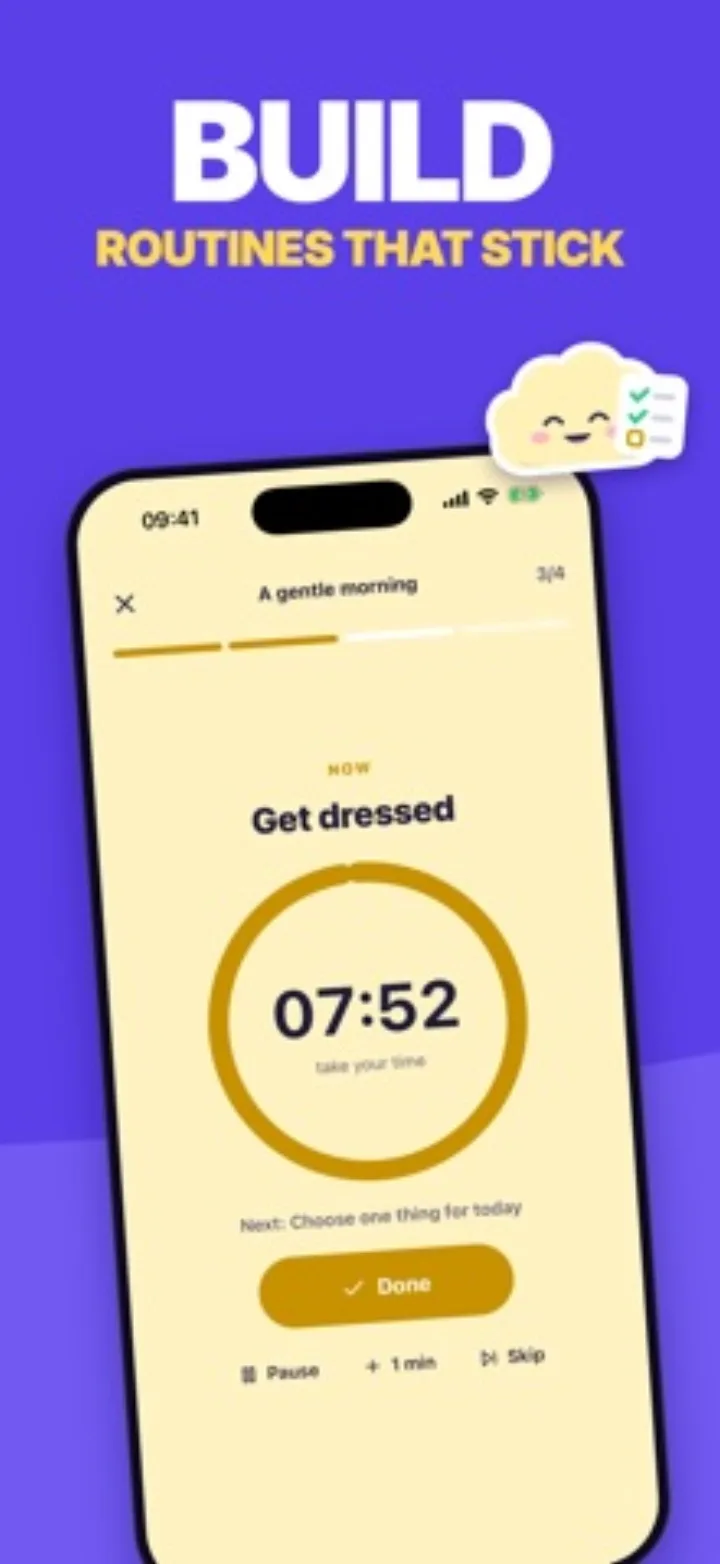 BUILD
ROUTINES THAT STICK
09:41
A gentle morning
3/4
NOW
Get dressed
07:52
take your time
Next: Choose one thing for today
Done
Pause
+ 1 min
Skip